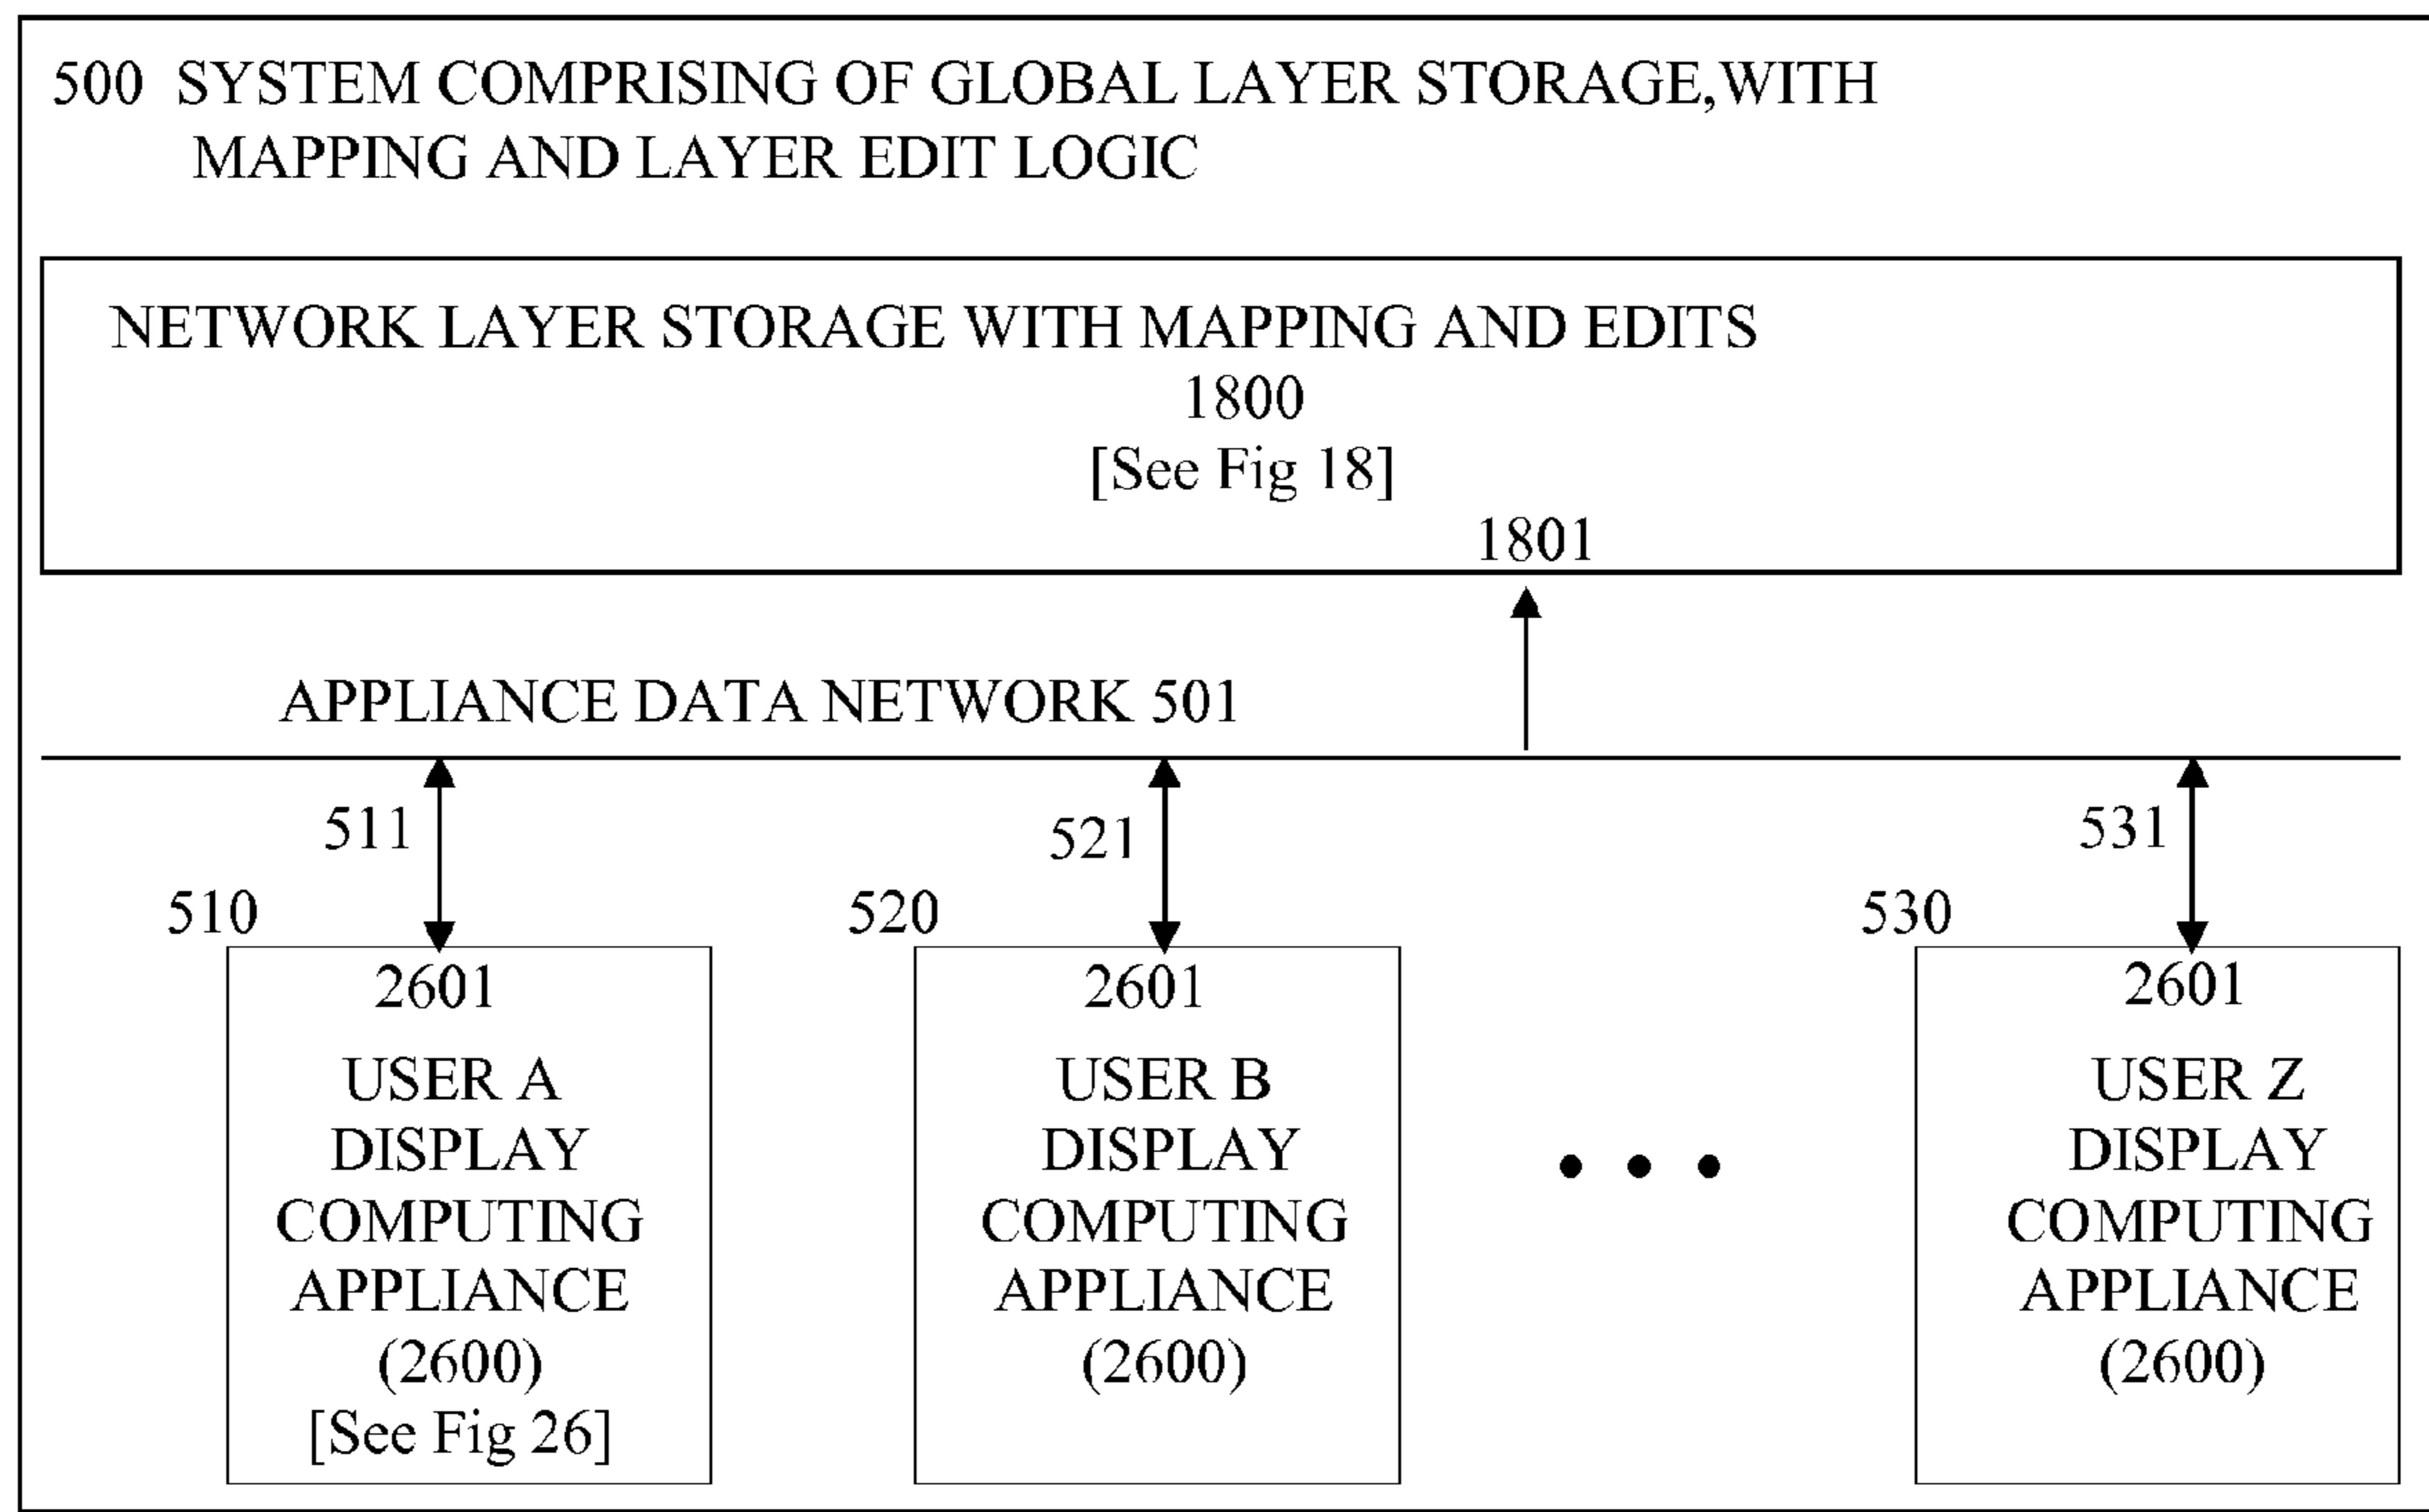 500 SYSTEM COMPRISING OF GLOBAL LAYER STORAGE,WITH
MAPPING AND LAYER EDIT LOGIC
NETWORK LAYER STORAGE WITH MAPPING AND EDITS
1800
[See Fig 18]
1801
APPLIANCE DATA NETWORK 501
511
521
531
510
520
530
2601
USER A
DISPLAY
COMPUTING
APPLIANCE
(2600)
[See Fig 26]
2601
USER B
DISPLAY
COMPUTING
APPLIANCE
(2600)
2601
USER Z
DISPLAY
COMPUTING
APPLIANCE
(2600)